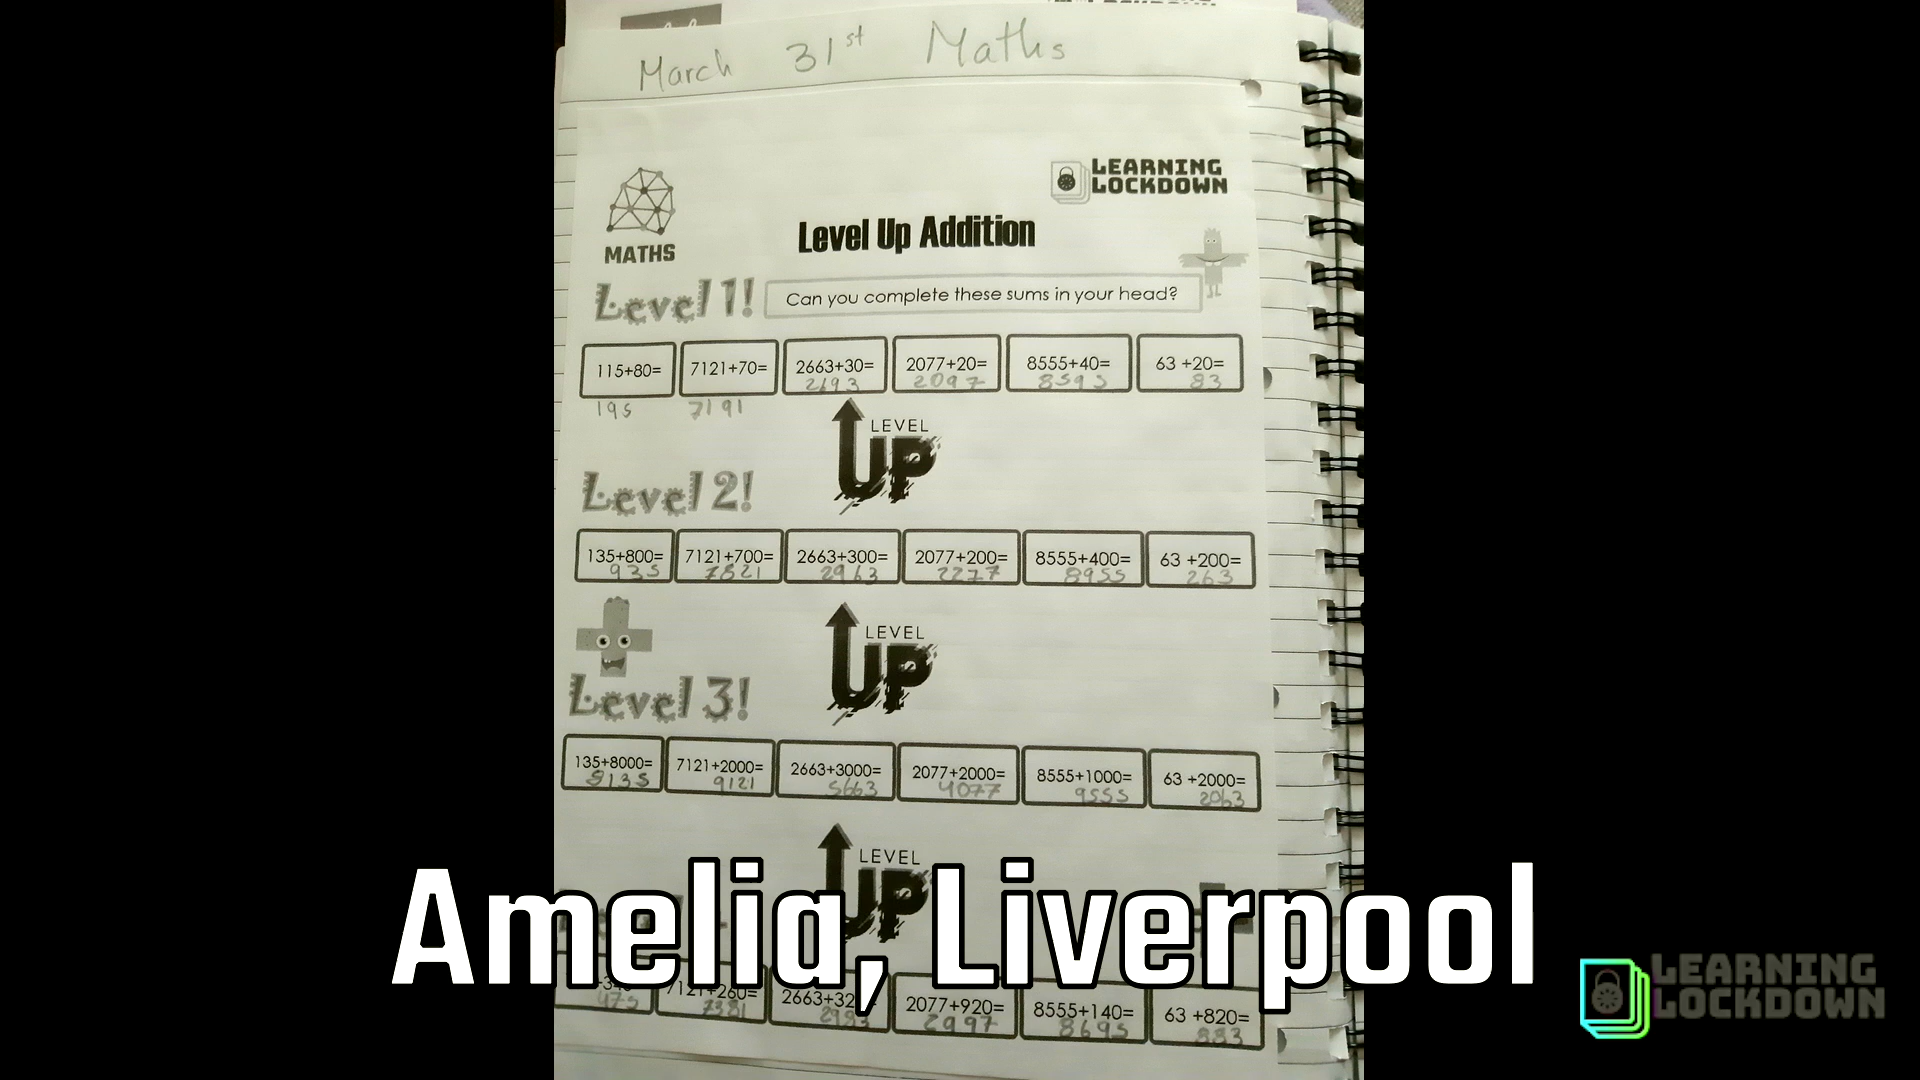 March 31st Maths
LEARNING
LOCKDOWN
MATHS
Level Up Addition
Level 1!
Can you complete these sums in your head?
115+80= 7121+70= 2663+30= 2077+20= 8555+40= 63 +20=
195 7191 2693 2097 8595 83
LEVEL
UP
Level 2!
135+800= 7121+700= 2663+300= 2077+200= 8555+400= 63 +200=
935 7821 2963 2277 8955 263
LEVEL
UP
Level 3!
135+8000= 7121+2000= 2663+3000= 2077+2000= 8555+1000= 63 +2000=
8135 9121 5663 4077 9555 2063
LEVEL
UP
Amelia, Liverpool
7121+260= 2077+920= 8555+140= 63 +820=
475 7381 2983 2997 8695 883
LEARNING
LOCKDOWN